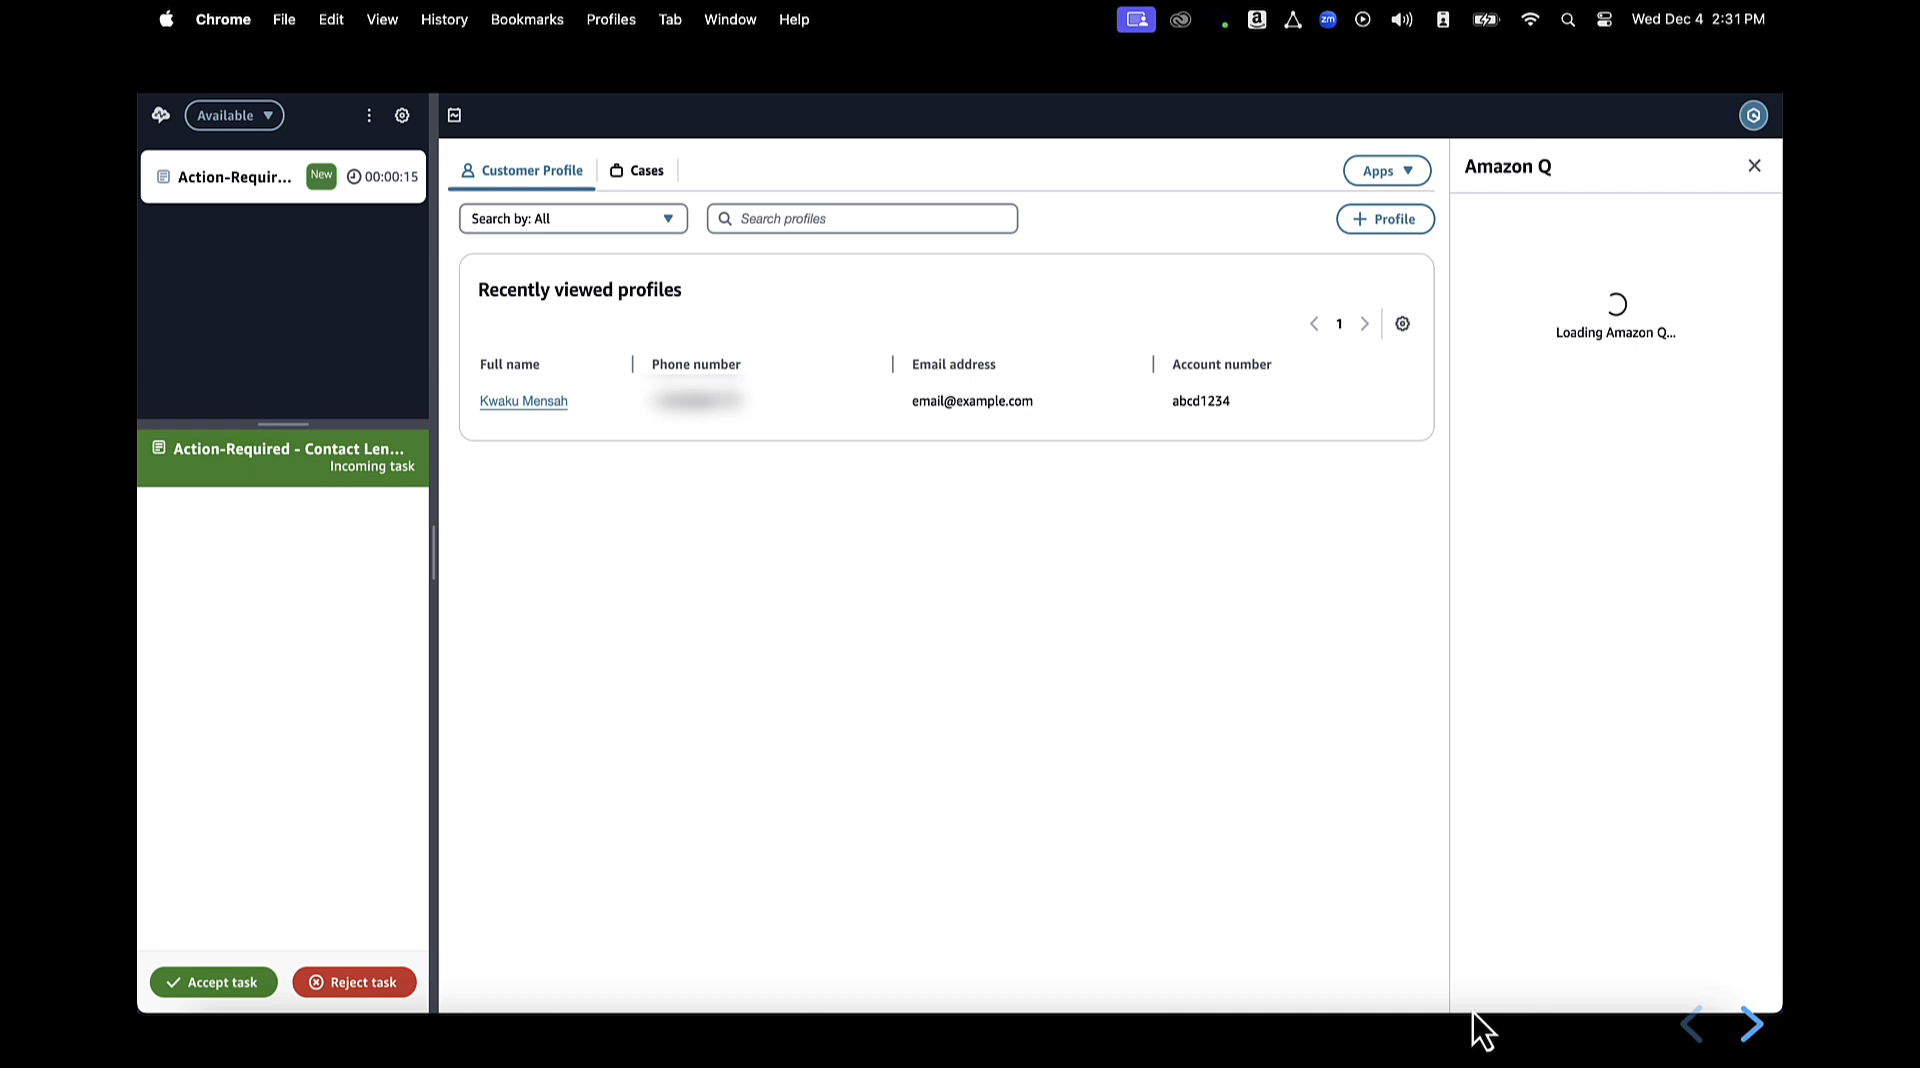 Chrome File Edit View History Bookmarks Profiles Tab Window Help
zm
Wed Dec 4 2:31 PM
Available
Action-Requir... New 00:00:15
Action-Required - Contact Len...
Incoming task
Accept task
Reject task
Customer Profile
Cases
Apps
Search by: All
Search profiles
Profile
Recently viewed profiles
1
Full name Phone number Email address Account number
Kwaku Mensah email@example.com abcd1234
Amazon Q
Loading Amazon Q...